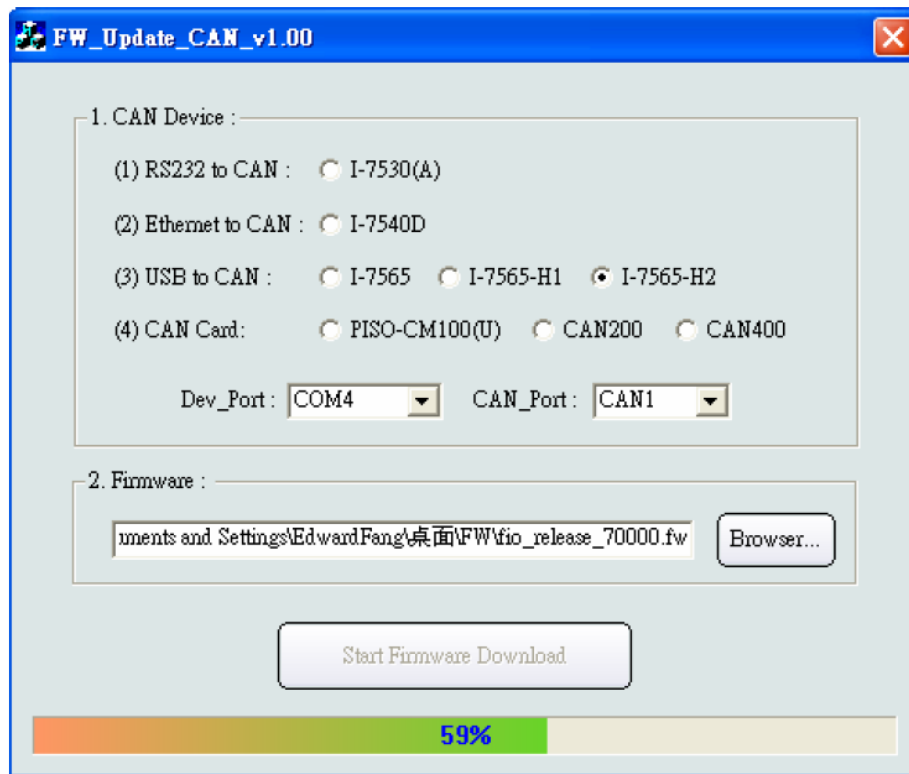 FW_Update_CAN_v1.00
1. CAN Device :
(1) RS232 to CAN : I-7530(A)
(2) Ethernet to CAN : I-7540D
(3) USB to CAN : I-7565 I-7565-H1 I-7565-H2
(4) CAN Card: PISO-CM100(U) CAN200 CAN400
Dev_Port : COM4 CAN_Port : CAN1
2. Firmware :
uments and Settings\EdwardFang\桌面\FW\fio_release_70000.fw Browser...
Start Firmware Download
59%